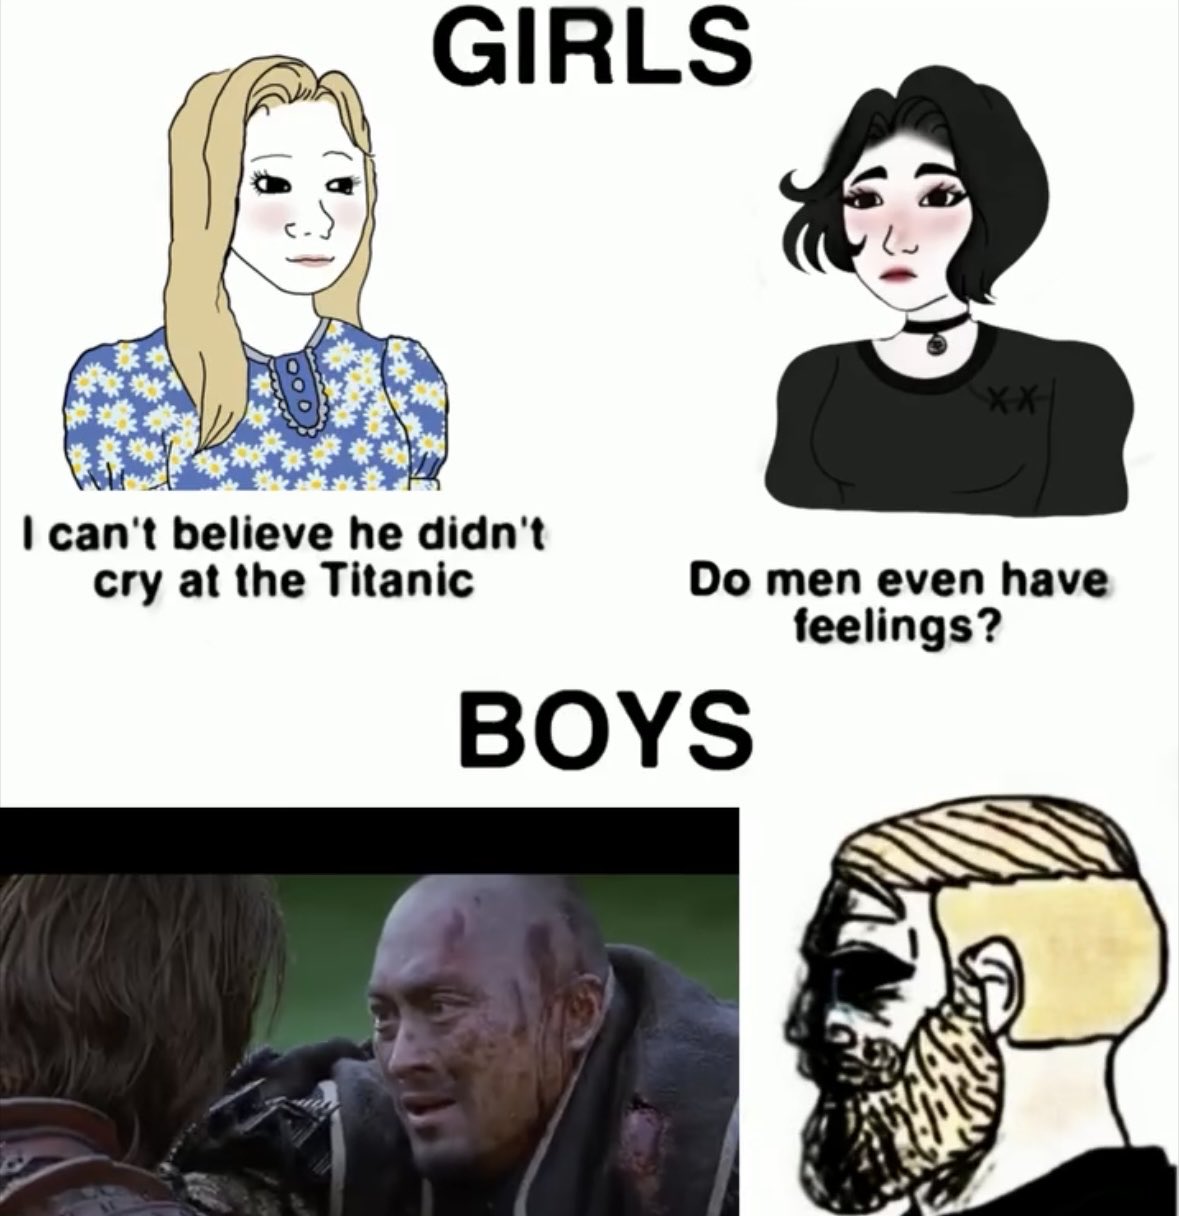 GIRLS
I can't believe he didn't
cry at the Titanic
Do men even have
feelings?
BOYS